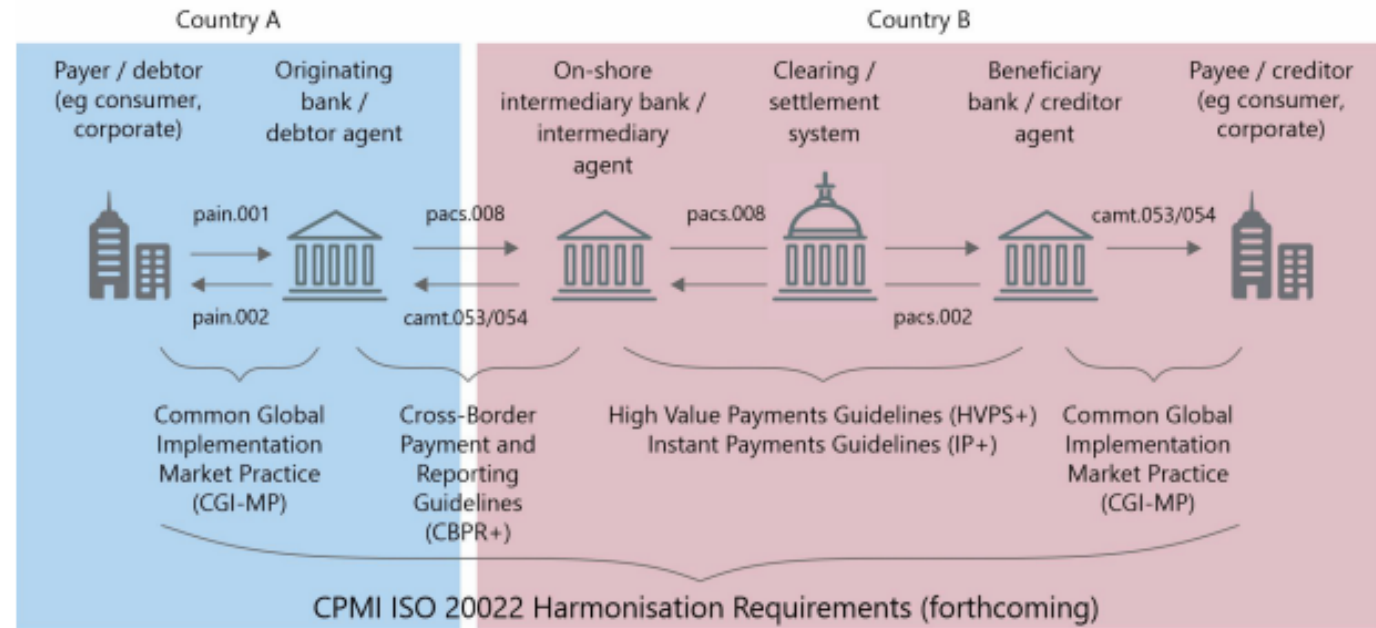 Country A
Country B
Payer / debtor
(eg consumer,
corporate)
Originating
bank /
debtor agent
On-shore
intermediary bank /
intermediary
agent
Clearing /
settlement
system
Beneficiary
bank / creditor
agent
Payee / creditor
(eg consumer,
corporate)
pain.001
pacs.008
pacs.008
camt.053/054
pain.002
camt.053/054
pacs.002
Common Global
Implementation
Market Practice
(CGI-MP)
Cross-Border
Payment and
Reporting
Guidelines
(CBPR+)
High Value Payments Guidelines (HVPS+)
Instant Payments Guidelines (IP+)
Common Global
Implementation
Market Practice
(CGI-MP)
CPMI ISO 20022 Harmonisation Requirements (forthcoming)